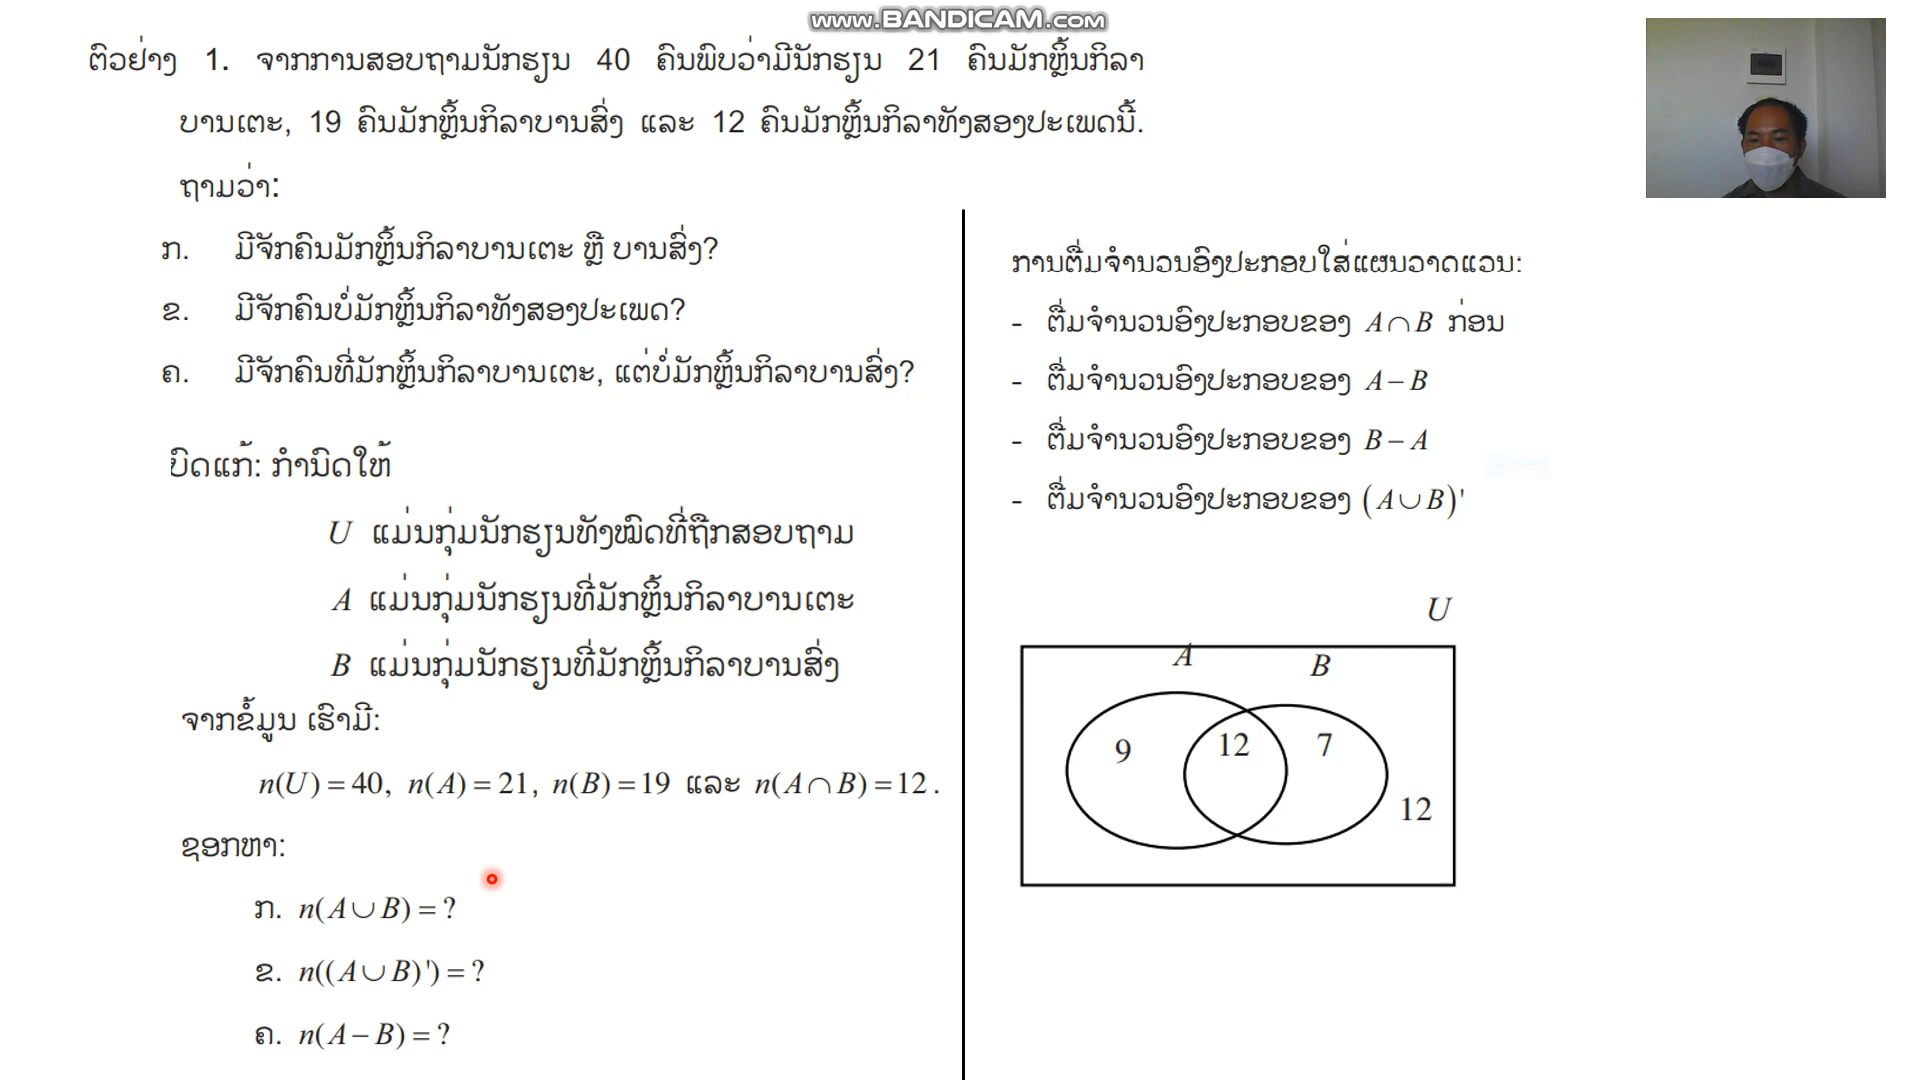 www.BANDICAM.com
ຕົວຢ່າງ 1. ຈາກການສອບຖາມນັກຮຽນ 40 ຄົນພົບວ່າມີນັກຮຽນ 21 ຄົນມັກຫຼິ້ນກິລາ
ບານເຕະ, 19 ຄົນມັກຫຼິ້ນກິລາບານສົ່ງ ແລະ 12 ຄົນມັກຫຼິ້ນກິລາທັງສອງປະເພດນີ້.
ຖາມວ່າ:
ກ. ມີຈັກຄົນມັກຫຼິ້ນກິລາບານເຕະ ຫຼື ບານສົ່ງ?
ຂ. ມີຈັກຄົນບໍ່ມັກຫຼິ້ນກິລາທັງສອງປະເພດ?
ຄ. ມີຈັກຄົນທີ່ມັກຫຼິ້ນກິລາບານເຕະ, ແຕ່ບໍ່ມັກຫຼິ້ນກິລາບານສົ່ງ?
ບົດແກ້: ກຳນົດໃຫ້
U ແມ່ນກຸ່ມນັກຮຽນທັງໝົດທີ່ຖືກສອບຖາມ
A ແມ່ນກຸ່ມນັກຮຽນທີ່ມັກຫຼິ້ນກິລາບານເຕະ
B ແມ່ນກຸ່ມນັກຮຽນທີ່ມັກຫຼິ້ນກິລາບານສົ່ງ
ຈາກຂໍ້ມູນ ເຮົາມີ:
n(U) = 40, n(A) = 21, n(B) = 19 ແລະ n(A∩B) = 12.
ຊອກຫາ:
ກ. n(A∪B) = ?
ຂ. n((A∪B)') = ?
ຄ. n(A−B) = ?
ການຕື່ມຈຳນວນອົງປະກອບໃສ່ແຜນວາດແວນ:
- ຕື່ມຈຳນວນອົງປະກອບຂອງ A∩B ກ່ອນ
- ຕື່ມຈຳນວນອົງປະກອບຂອງ A−B
- ຕື່ມຈຳນວນອົງປະກອບຂອງ B−A
- ຕື່ມຈຳນວນອົງປະກອບຂອງ (A∪B)'
U
A B
9 12 7
12